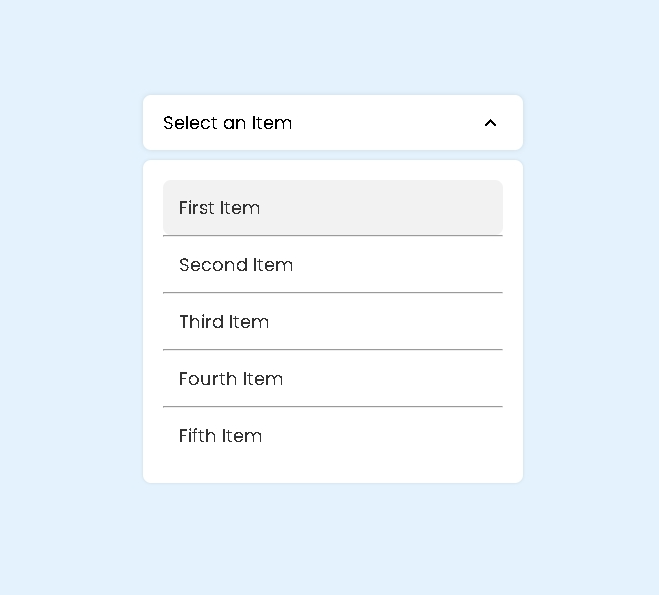 Select an Item
First Item
Second Item
Third Item
Fourth Item
Fifth Item